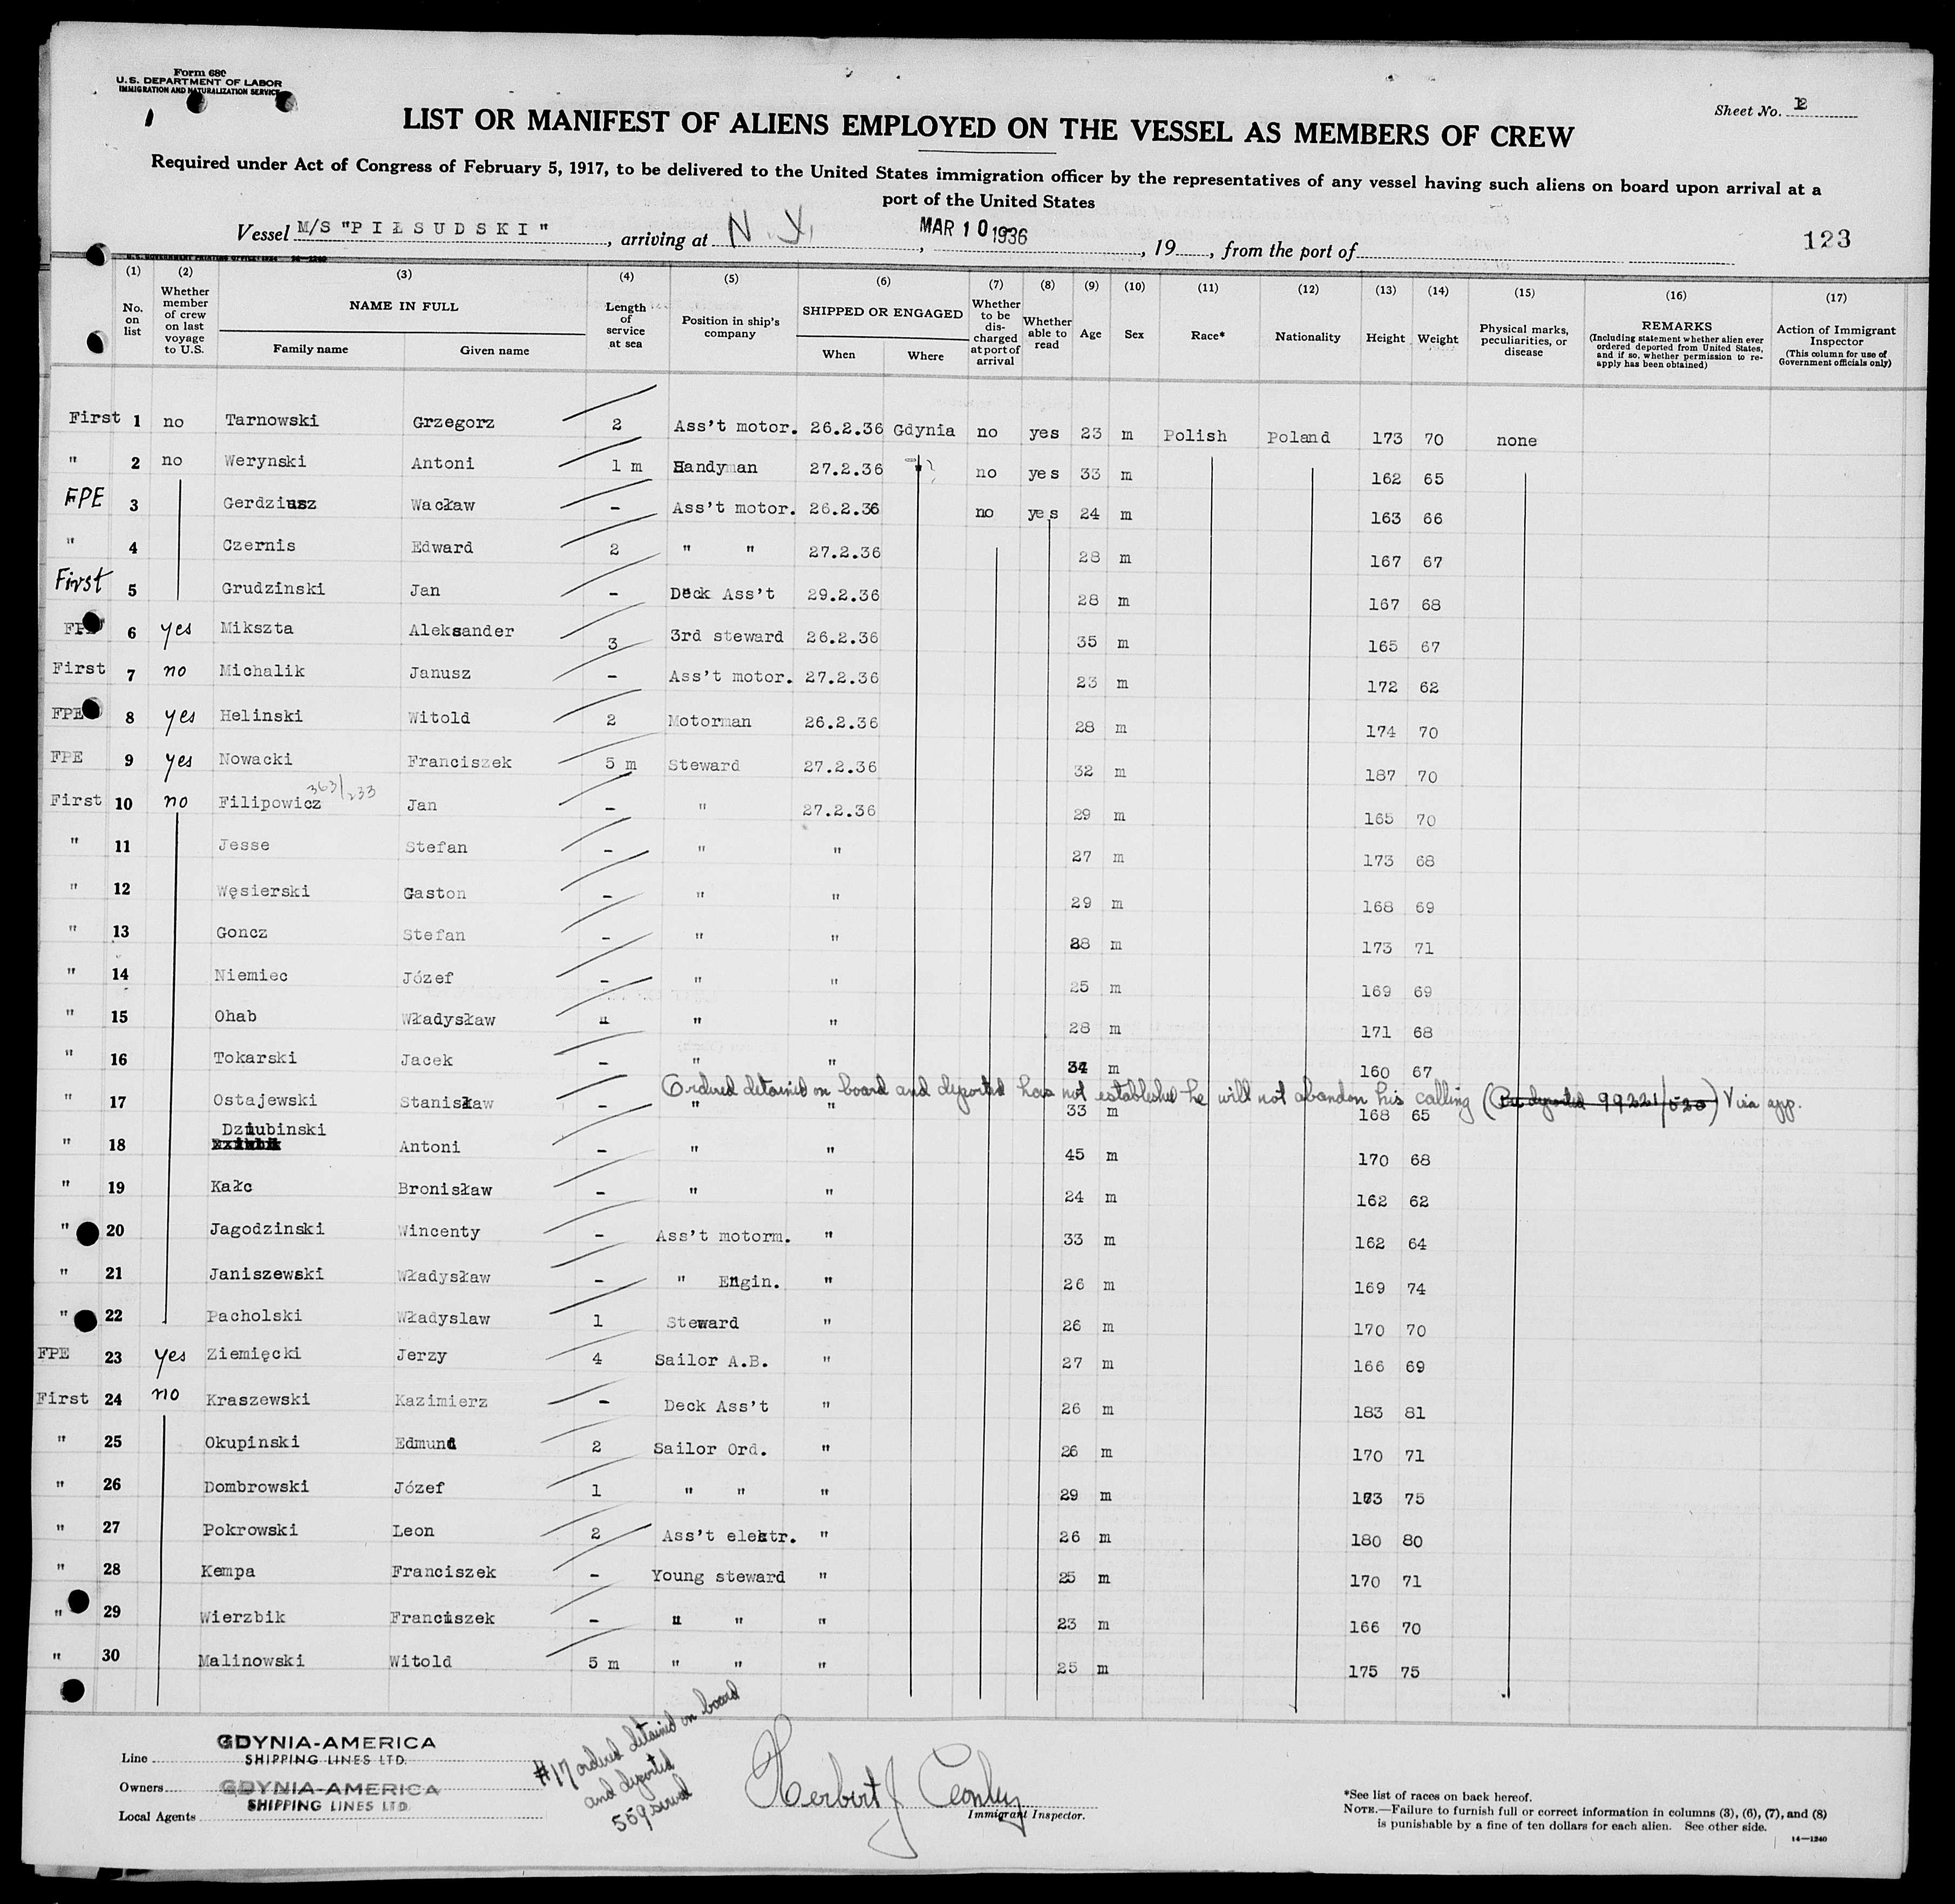 Form 680
U. S. DEPARTMENT OF LABOR
IMMIGRATION AND NATURALIZATION SERVICE
Sheet No.
LIST OR MANIFEST OF ALIENS EMPLOYED ON THE VESSEL AS MEMBERS OF CREW
Required under Act of Congress of February 5, 1917, to be delivered to the United States immigration officer by the representatives of any vessel having such aliens on board upon arrival at a
port of the United States
Vessel M/S "PIŁSUDSKI", arriving at N. Y., MAR 10 1936, 19, from the port of
123
(1) No. on list
(2) Whether member of crew on last voyage to U.S.
(3) NAME IN FULL Family name Given name
(4) Length of service at sea
(5) Position in ship's company
(6) SHIPPED OR ENGAGED When Where
(7) Whether to be discharged at port of arrival
(8) Whether able to read
(9) Age
(10) Sex
(11) Race*
(12) Nationality
(13) Height
(14) Weight
(15) Physical marks, peculiarities, or disease
(16) REMARKS (Including statement whether alien ever ordered deported from United States, and if so, whether permission to re-apply has been obtained)
(17) Action of Immigrant Inspector (This column for use of Government officials only)
First 1 no Tarnowski Grzegorz 2 Ass't motor. 26.2.36 Gdynia no yes 23 m Polish Poland 173 70 none
" 2 no Werynski Antoni 1 m Handyman 27.2.36 no yes 33 m 162 65
FPE 3 Gerdziusz Wacław - Ass't motor. 26.2.36 no yes 24 m 163 66
" 4 Czernis Edward 2 " " 27.2.36 28 m 167 67
First 5 Grudzinski Jan - Deck Ass't 29.2.36 28 m 167 68
FPE 6 yes Mikszta Aleksander 3 3rd steward 26.2.36 35 m 165 67
First 7 no Michalik Janusz - Ass't motor. 27.2.36 23 m 172 62
FPE 8 yes Helinski Witold 2 Motorman 26.2.36 28 m 174 70
FPE 9 yes Nowacki Franciszek 5 m Steward 27.2.36 32 m 187 70
363/233
First 10 no Filipowicz Jan - " 27.2.36 29 m 165 70
" 11 Jesse Stefan - " " 27 m 173 68
" 12 Węsierski Gaston - " " 29 m 168 69
" 13 Goncz Stefan - " " 28 m 173 71
" 14 Niemiec Józef - " " 25 m 169 69
" 15 Ohab Władysław " " " 28 m 171 68
" 16 Tokarski Jacek - " " 34 m 160 67
Ordered detained on board and deported has not established he will not abandon his calling ( deported 99221/520) Visa app.
" 17 Ostajewski Stanisław - " " 33 m 168 65
Dziubinski
" 18 Antoni - " " 45 m 170 68
" 19 Kałc Bronisław - " " 24 m 162 62
" 20 Jagodzinski Wincenty - Ass't motorm. " 33 m 162 64
" 21 Janiszewski Władysław - " Engin. " 26 m 169 74
" 22 Pacholski Władyslaw 1 Steward " 26 m 170 70
FPE 23 yes Ziemięcki Jerzy 4 Sailor A.B. " 27 m 166 69
First 24 no Kraszewski Kazimierz - Deck Ass't " 26 m 183 81
" 25 Okupinski Edmund 2 Sailor Ord. " 26 m 170 71
" 26 Dombrowski Józef 1 " " " 29 m 173 75
" 27 Pokrowski Leon 2 Ass't elektr. " 26 m 180 80
" 28 Kempa Franciszek - Young steward " 25 m 170 71
" 29 Wierzbik Franciszek - " " " 23 m 166 70
" 30 Malinowski Witold 5 m " " " 25 m 175 75
Line GDYNIA-AMERICA
SHIPPING LINES LTD.
Owners GDYNIA-AMERICA
SHIPPING LINES LTD
Local Agents
#17 ordered detained on board
and deported
559 served
Herbert J Conley
Immigrant Inspector.
*See list of races on back hereof.
NOTE.—Failure to furnish full or correct information in columns (3), (6), (7), and (8)
is punishable by a fine of ten dollars for each alien. See other side.
14—1240